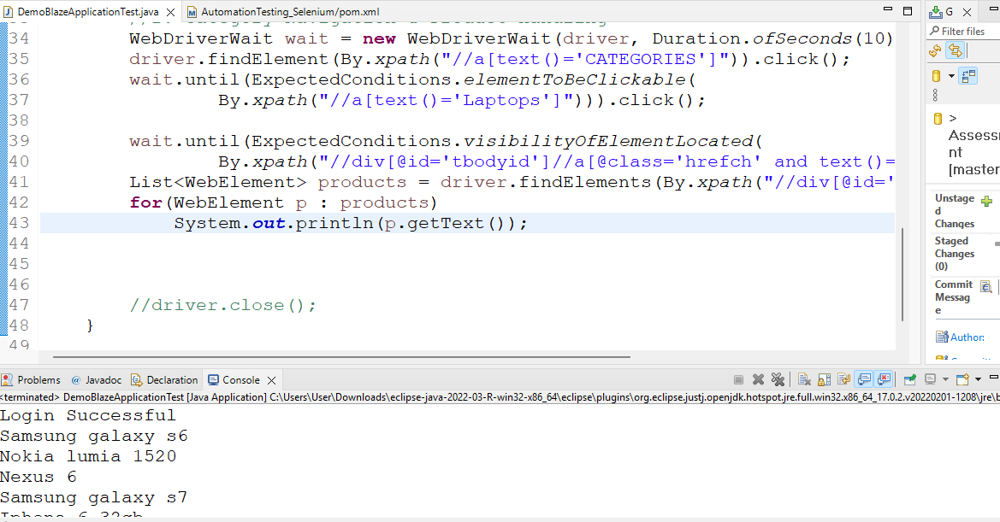 DemoBlazeApplicationTest.java
AutomationTesting_Selenium/pom.xml
G
Filter files
34 WebDriverWait wait = new WebDriverWait(driver, Duration.ofSeconds(10)
35 driver.findElement(By.xpath("//a[text()='CATEGORIES']")).click();
36 wait.until(ExpectedConditions.elementToBeClickable(
37 By.xpath("//a[text()='Laptops']"))).click();
38
39 wait.until(ExpectedConditions.visibilityOfElementLocated(
40 By.xpath("//div[@id='tbodyid']//a[@class='hrefch' and text()=
41 List<WebElement> products = driver.findElements(By.xpath("//div[@id='
42 for(WebElement p : products)
43 System.out.println(p.getText());
44
45
46
47 //driver.close();
48 }
49
>
Assessm
nt
[master
Unstage
d
Changes
Staged
Changes
(0)
Commit
Messag
e
Author:
Problems @ Javadoc Declaration Console
<terminated> DemoBlazeApplicationTest [Java Application] C:\Users\User\Downloads\eclipse-java-2022-03-R-win32-x86_64\eclipse\plugins\org.eclipse.justj.openjdk.hotspot.jre.full.win32.x86_64_17.0.2.v20220201-1208\jre\b
Login Successful
Samsung galaxy s6
Nokia lumia 1520
Nexus 6
Samsung galaxy s7